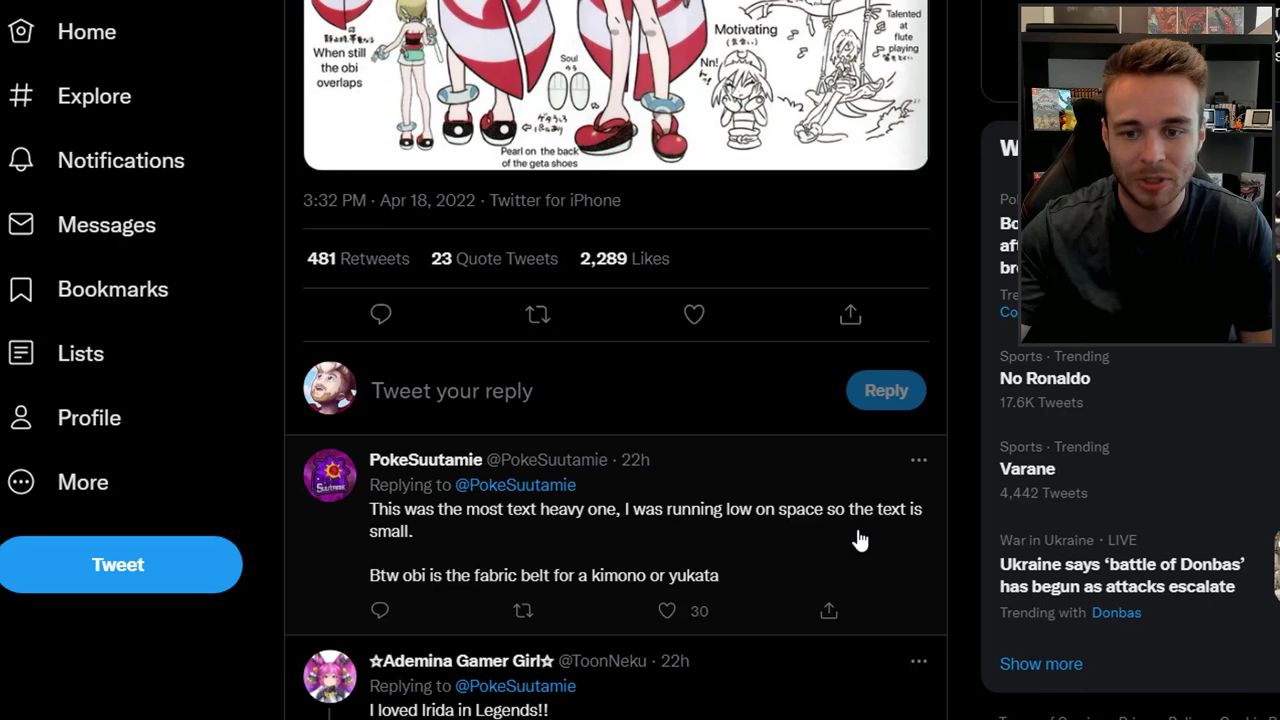 Home
Explore
Notifications
Messages
Bookmarks
Lists
Profile
More
Tweet
When still
the obi
overlaps
Soul
Pearl on the back
of the geta shoes
Motivating
Nn!
Talented
at
flute
playing
3:32 PM · Apr 18, 2022 · Twitter for iPhone
481 Retweets 23 Quote Tweets 2,289 Likes
Tweet your reply
Reply
PokeSuutamie @PokeSuutamie · 22h
Replying to @PokeSuutamie
This was the most text heavy one, I was running low on space so the text is
small.
Btw obi is the fabric belt for a kimono or yukata
30
☆Ademina Gamer Girl☆ @ToonNeku · 22h
Replying to @PokeSuutamie
I loved Irida in Legends!!
Sports · Trending
No Ronaldo
17.6K Tweets
Sports · Trending
Varane
4,442 Tweets
War in Ukraine · LIVE
Ukraine says ‘battle of Donbas’
has begun as attacks escalate
Trending with Donbas
Show more